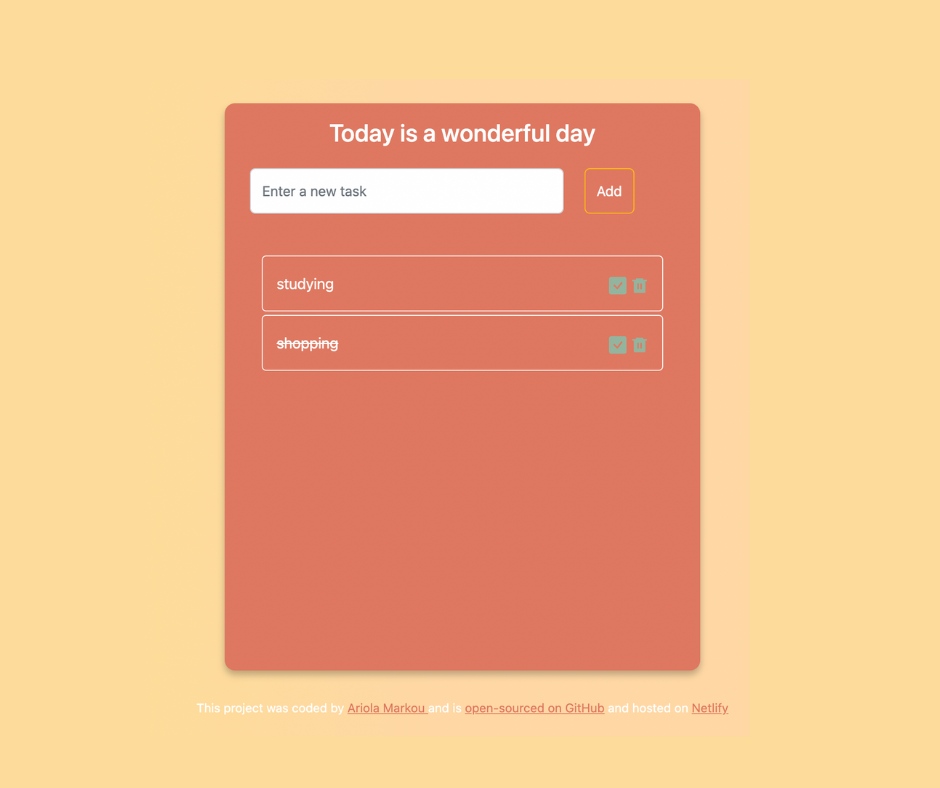 Today is a wonderful day
Enter a new task
Add
studying
shopping
This project was coded by Ariola Markou and is open-sourced on GitHub and hosted on Netlify